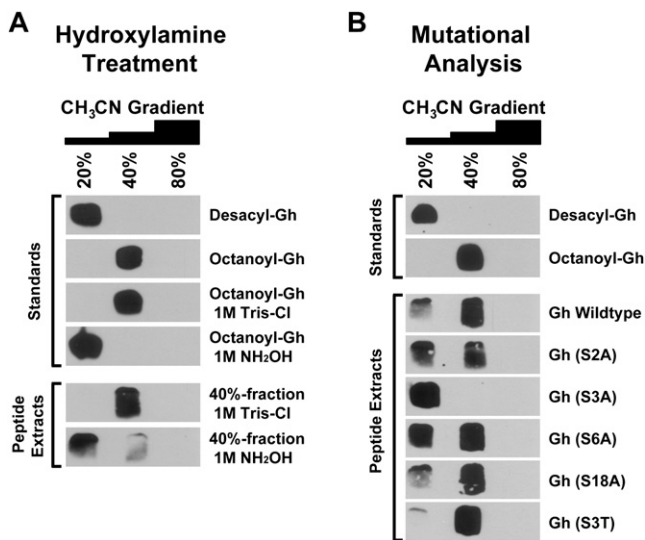 A
Hydroxylamine
Treatment
CH₃CN Gradient
20%
40%
80%
Standards
Desacyl-Gh
Octanoyl-Gh
Octanoyl-Gh
1M Tris-Cl
Octanoyl-Gh
1M NH₂OH
Peptide
Extracts
40%-fraction
1M Tris-Cl
40%-fraction
1M NH₂OH
B
Mutational
Analysis
CH₃CN Gradient
20%
40%
80%
Standards
Desacyl-Gh
Octanoyl-Gh
Peptide Extracts
Gh Wildtype
Gh (S2A)
Gh (S3A)
Gh (S6A)
Gh (S18A)
Gh (S3T)